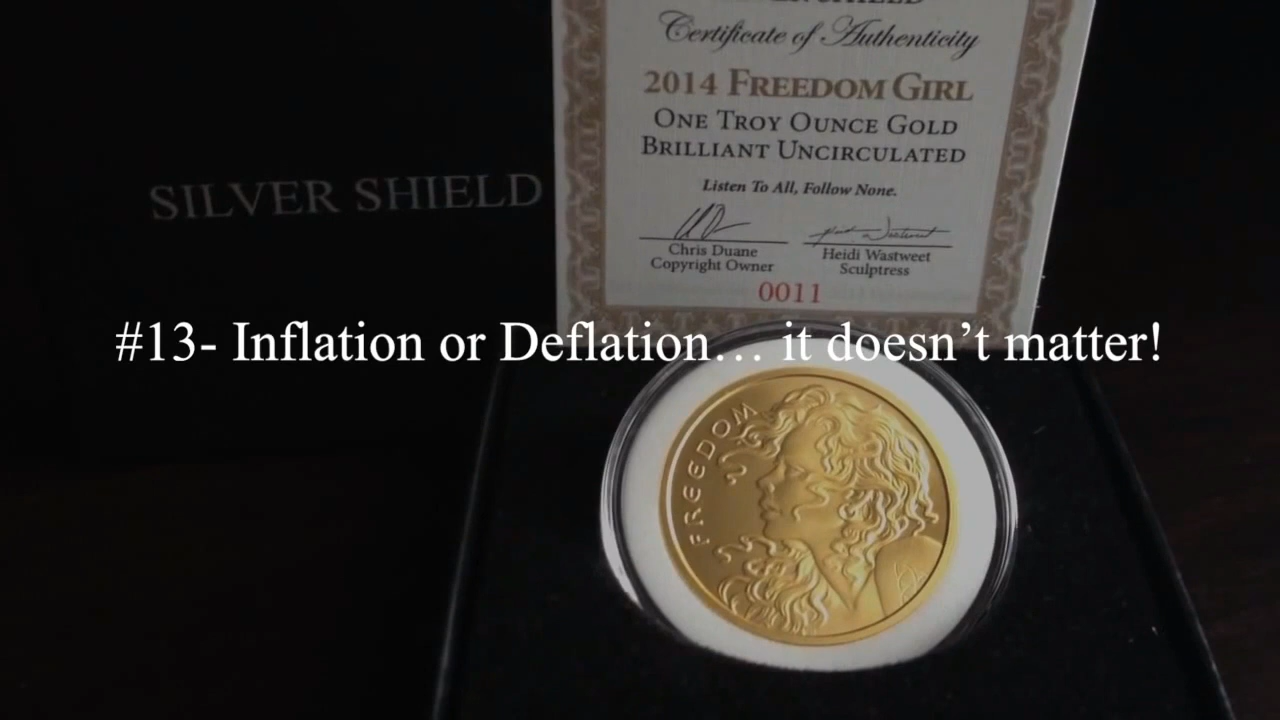 SHIELD
Certificate of Authenticity
2014 FREEDOM GIRL
ONE TROY OUNCE GOLD
BRILLIANT UNCIRCULATED
Listen To All, Follow None.
Chris Duane
Copyright Owner
Heidi Wastweet
Sculptress
0011
SILVER SHIELD
#13- Inflation or Deflation… it doesn’t matter!
FREEDOM